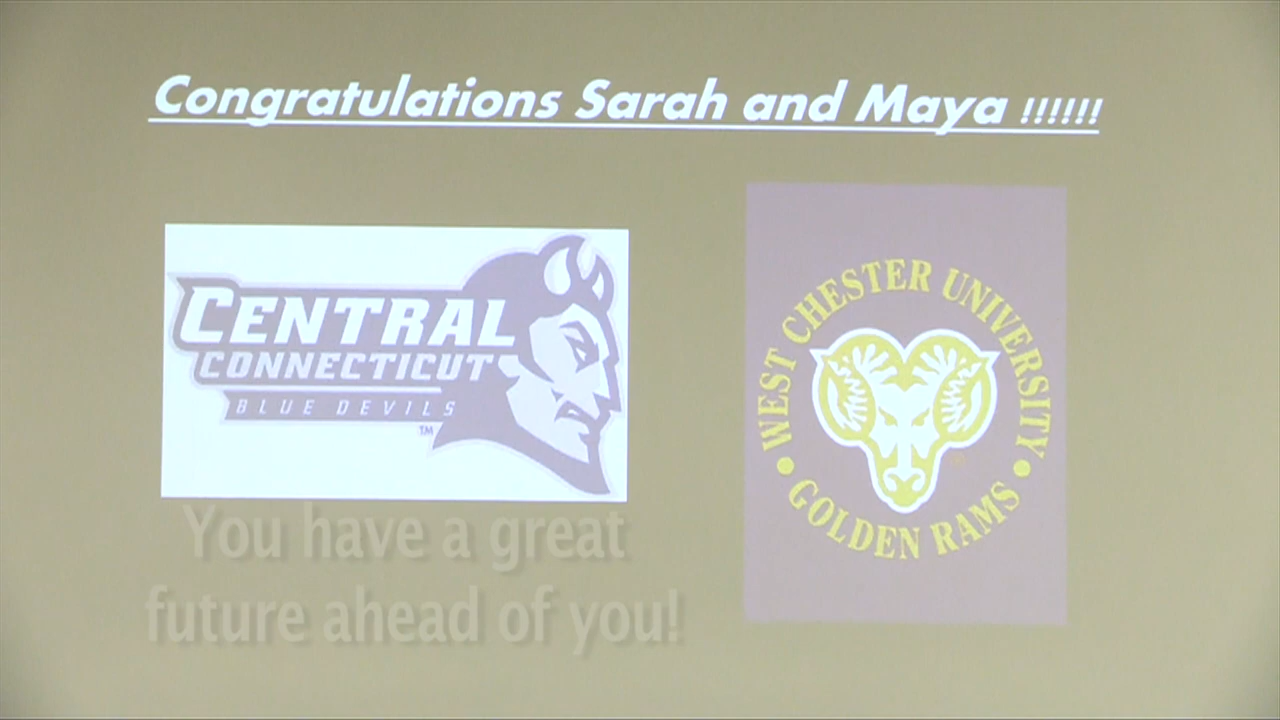 Congratulations Sarah and Maya !!!!!!
CENTRAL
CONNECTICUT
BLUE DEVILS
TM
WEST CHESTER UNIVERSITY
• GOLDEN RAMS •
You have a great
future ahead of you!